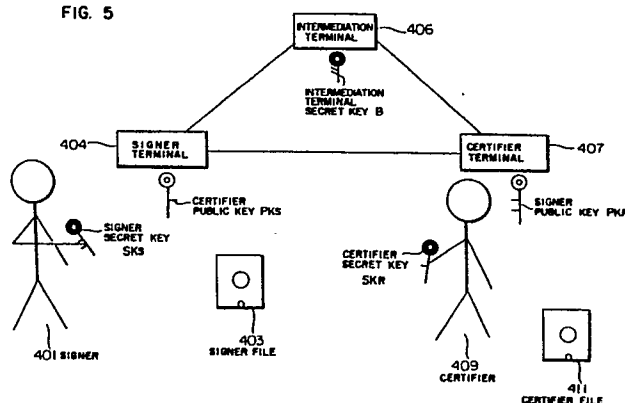 FIG. 5
INTERMEDIATION
TERMINAL
406
INTERMEDIATION
TERMINAL
SECRET KEY B
404
SIGNER
TERMINAL
CERTIFIER
TERMINAL
407
CERTIFIER
PUBLIC KEY PKS
SIGNER
PUBLIC KEY
SIGNER
SECRET KEY
SKS
CERTIFIER
SECRET KEY
SKR
401 SIGNER
403
SIGNER FILE
409
CERTIFIER
411
CERTIFIER FILE